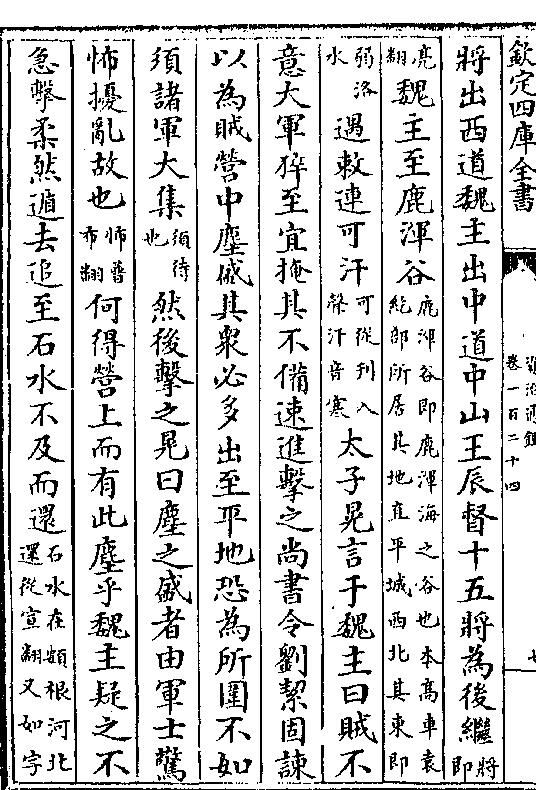 欽定四庫全書
資治通鑑
卷一百二十四
七
將出西道魏主出中道中山王辰督十五將為後繼將即
亮翻魏主至鹿渾谷鹿渾谷即鹿渾海之谷也本高車袁紇部所居其地直平城西北其東即
弱洛水遇敕連可汗可從刋入聲汗音寒太子晃言于魏主曰賊不
意大軍猝至宜掩其不備速進擊之尚書令劉絜固諫
以為賊營中塵盛其衆必多出至平地恐為所圍不如
須諸軍大集須待也然後擊之晃曰塵之盛者由軍士驚
怖擾亂故也怖普布翻何得營上而有此塵乎魏主疑之不
急擊柔然遁去追至石水不及而還石水在頞根河北還從宣翻又如字